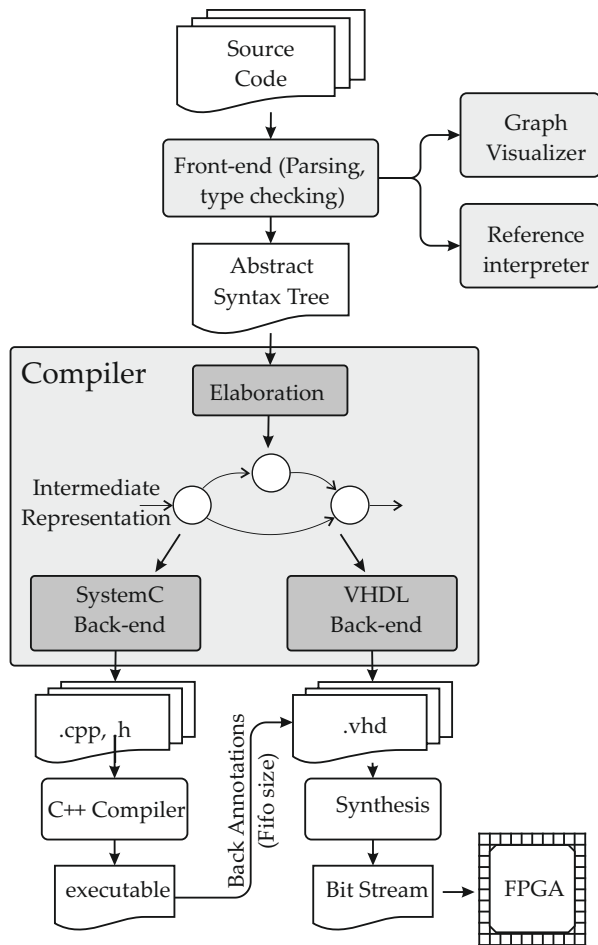 Source
Code
Front-end (Parsing,
type checking)
Graph
Visualizer
Reference
interpreter
Abstract
Syntax Tree
Compiler
Elaboration
Intermediate
Representation
SystemC
Back-end
VHDL
Back-end
.cpp, .h
.vhd
Back Annotations
(Fifo size)
C++ Compiler
Synthesis
executable
Bit Stream
FPGA